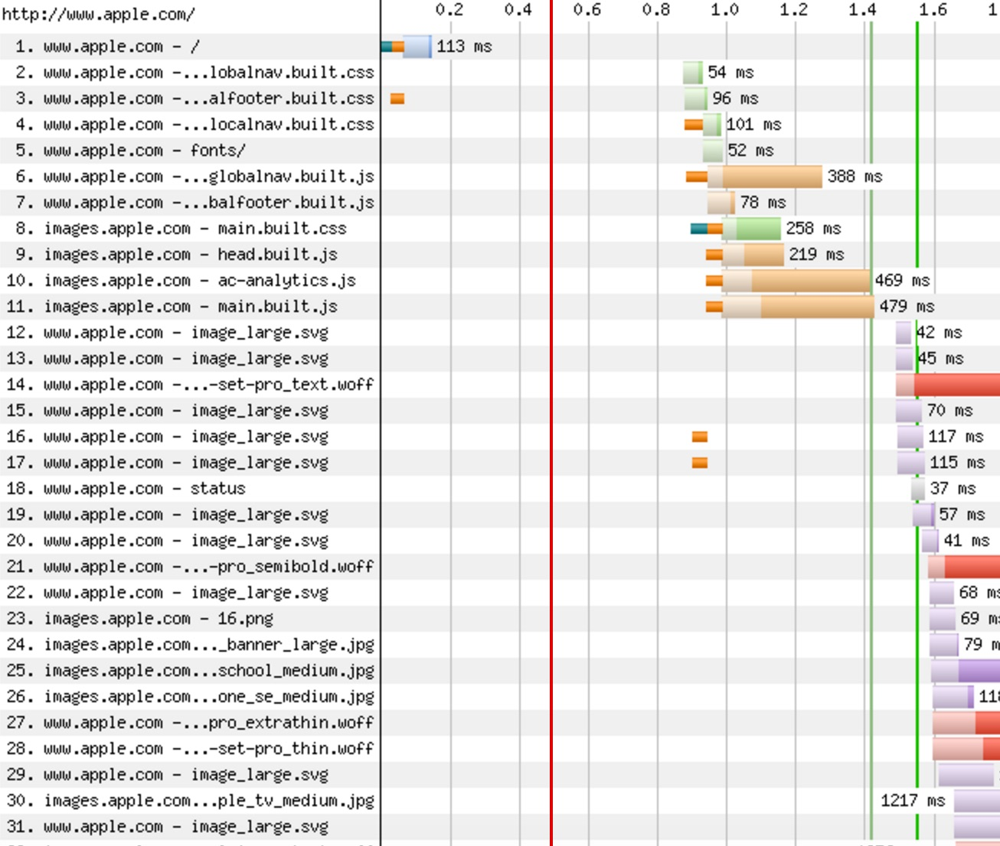 http://www.apple.com/ 0.2 0.4 0.6 0.8 1.0 1.2 1.4 1.6 1
1. www.apple.com - / 113 ms
2. www.apple.com -...lobalnav.built.css 54 ms
3. www.apple.com -...alfooter.built.css 96 ms
4. www.apple.com -...localnav.built.css 101 ms
5. www.apple.com - fonts/ 52 ms
6. www.apple.com -...globalnav.built.js 388 ms
7. www.apple.com -...balfooter.built.js 78 ms
8. images.apple.com - main.built.css 258 ms
9. images.apple.com - head.built.js 219 ms
10. images.apple.com - ac-analytics.js 469 ms
11. images.apple.com - main.built.js 479 ms
12. www.apple.com - image_large.svg 42 ms
13. www.apple.com - image_large.svg 45 ms
14. www.apple.com -...-set-pro_text.woff
15. www.apple.com - image_large.svg 70 ms
16. www.apple.com - image_large.svg 117 ms
17. www.apple.com - image_large.svg 115 ms
18. www.apple.com - status 37 ms
19. www.apple.com - image_large.svg 57 ms
20. www.apple.com - image_large.svg 41 ms
21. www.apple.com -...-pro_semibold.woff
22. www.apple.com - image_large.svg 68 ms
23. images.apple.com - 16.png 69 ms
24. images.apple.com..._banner_large.jpg 79 m
25. images.apple.com...school_medium.jpg
26. images.apple.com...one_se_medium.jpg 118
27. www.apple.com -...pro_extrathin.woff
28. www.apple.com -...-set-pro_thin.woff
29. www.apple.com - image_large.svg
30. images.apple.com...ple_tv_medium.jpg 1217 ms
31. www.apple.com - image_large.svg